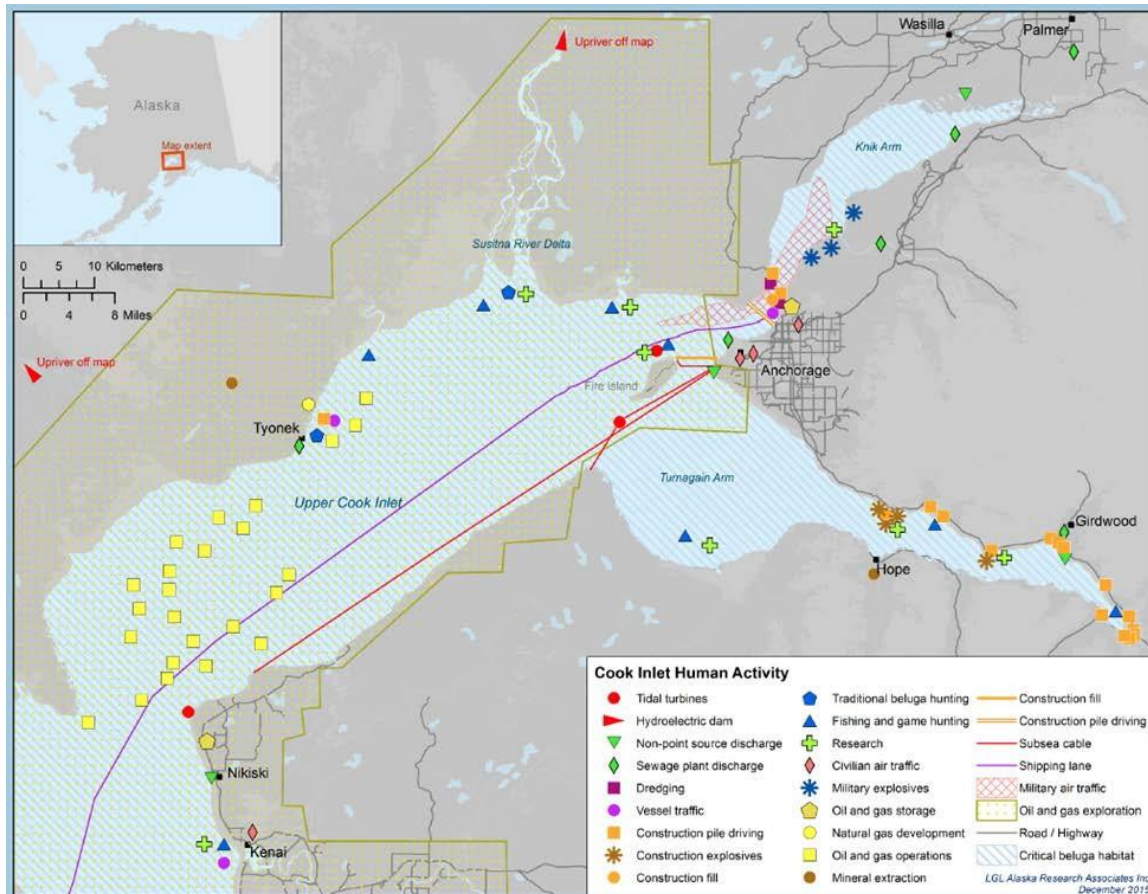 Wasilla
Palmer
Upriver off map
Alaska
Map extent
Knik Arm
Susitna River Delta
0 5 10 Kilometers
0 4 8 Miles
Upriver off map
Fire Island
Anchorage
Tyonek
Turnagain Arm
Upper Cook Inlet
Girdwood
Hope
Nikiski
Kenai
Cook Inlet Human Activity
Tidal turbines
Hydroelectric dam
Non-point source discharge
Sewage plant discharge
Dredging
Vessel traffic
Construction pile driving
Construction explosives
Construction fill
Traditional beluga hunting
Fishing and game hunting
Research
Civilian air traffic
Military explosives
Oil and gas storage
Natural gas development
Oil and gas operations
Mineral extraction
Construction fill
Construction pile driving
Subsea cable
Shipping lane
Military air traffic
Oil and gas exploration
Road / Highway
Critical beluga habitat
LGL Alaska Research Associates Inc
December